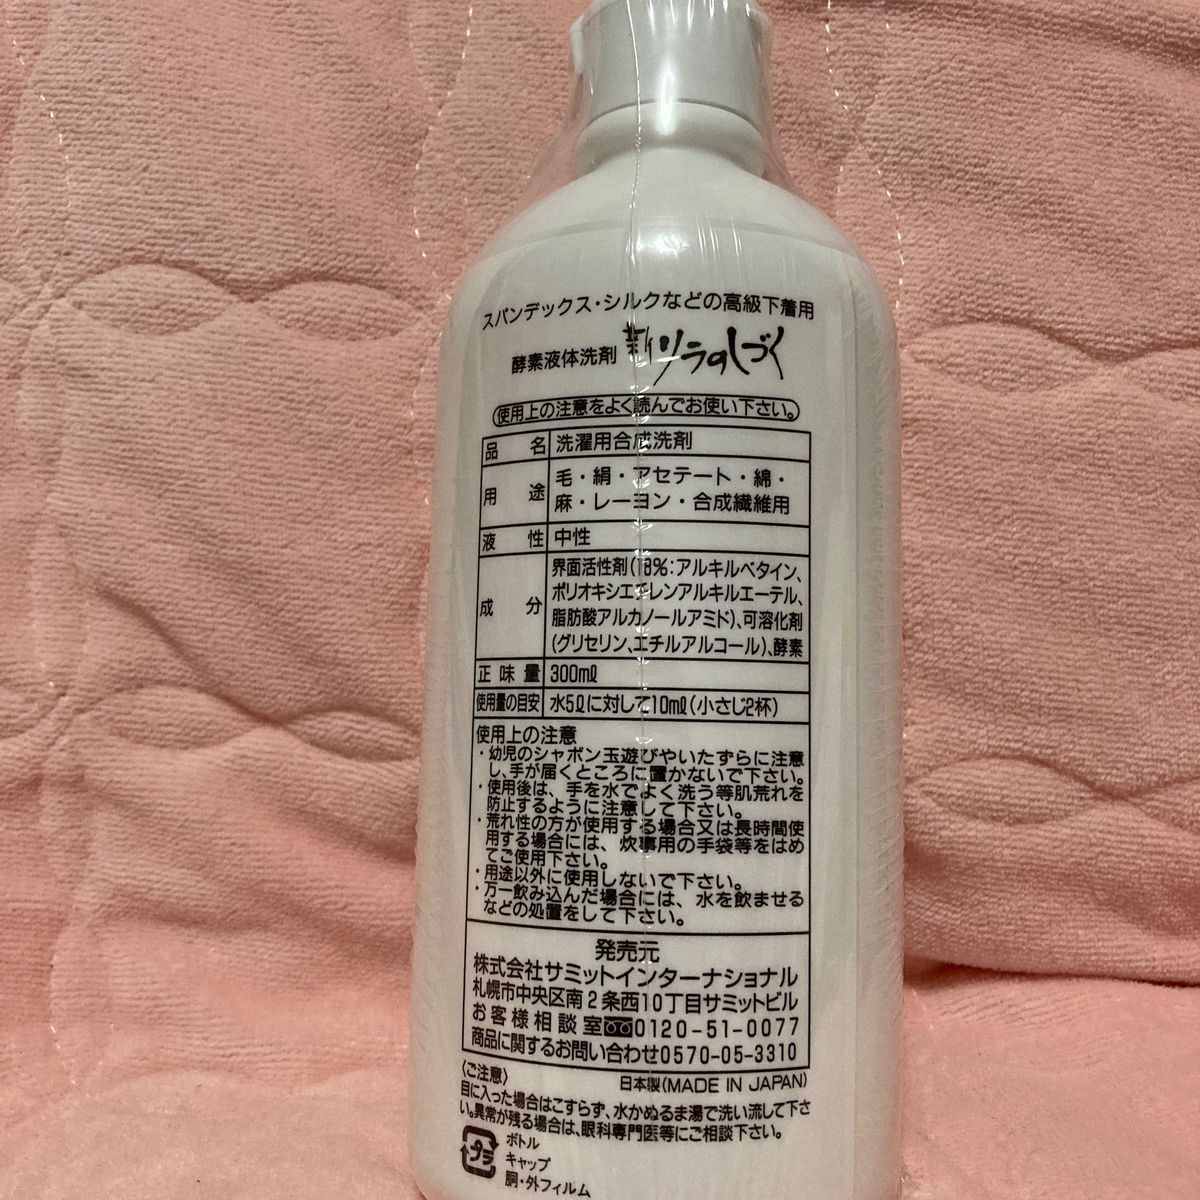 スパンデックス・シルクなどの高級下着用
酵素液体洗剤 新リラのしづく
使用上の注意をよく読んでお使い下さい。
品名 洗濯用合成洗剤
用途 毛・絹・アセテート・綿・
麻・レーヨン・合成繊維用
液性 中性
成分 界面活性剤(18%:アルキルベタイン、
ポリオキシエチレンアルキルエーテル、
脂肪酸アルカノールアミド)、可溶化剤
(グリセリン、エチルアルコール)、酵素
正味量 300ml
使用量の目安 水5lに対して10ml(小さじ2杯)
使用上の注意
・幼児のシャボン玉遊びやいたずらに注意
し、手が届くところに置かないで下さい。
・使用後は、手を水でよく洗う等肌荒れを
防止するように注意して下さい。
・荒れ性の方が使用する場合又は長時間使
用する場合には、炊事用の手袋等をはめ
てご使用下さい。
・用途以外に使用しないで下さい。
・万一飲み込んだ場合には、水を飲ませる
などの処置をして下さい。
発売元
株式会社サミットインターナショナル
札幌市中央区南2条西10丁目サミットビル
お客様相談室 0120-51-0077
商品に関するお問い合わせ0570-05-3310
日本製(MADE IN JAPAN)
〈ご注意〉
目に入った場合はこすらず、水かぬるま湯で洗い流して下さ
い。異常が残る場合は、眼科専門医等にご相談下さい。
プラ
ボトル
キャップ
胴・外フィルム